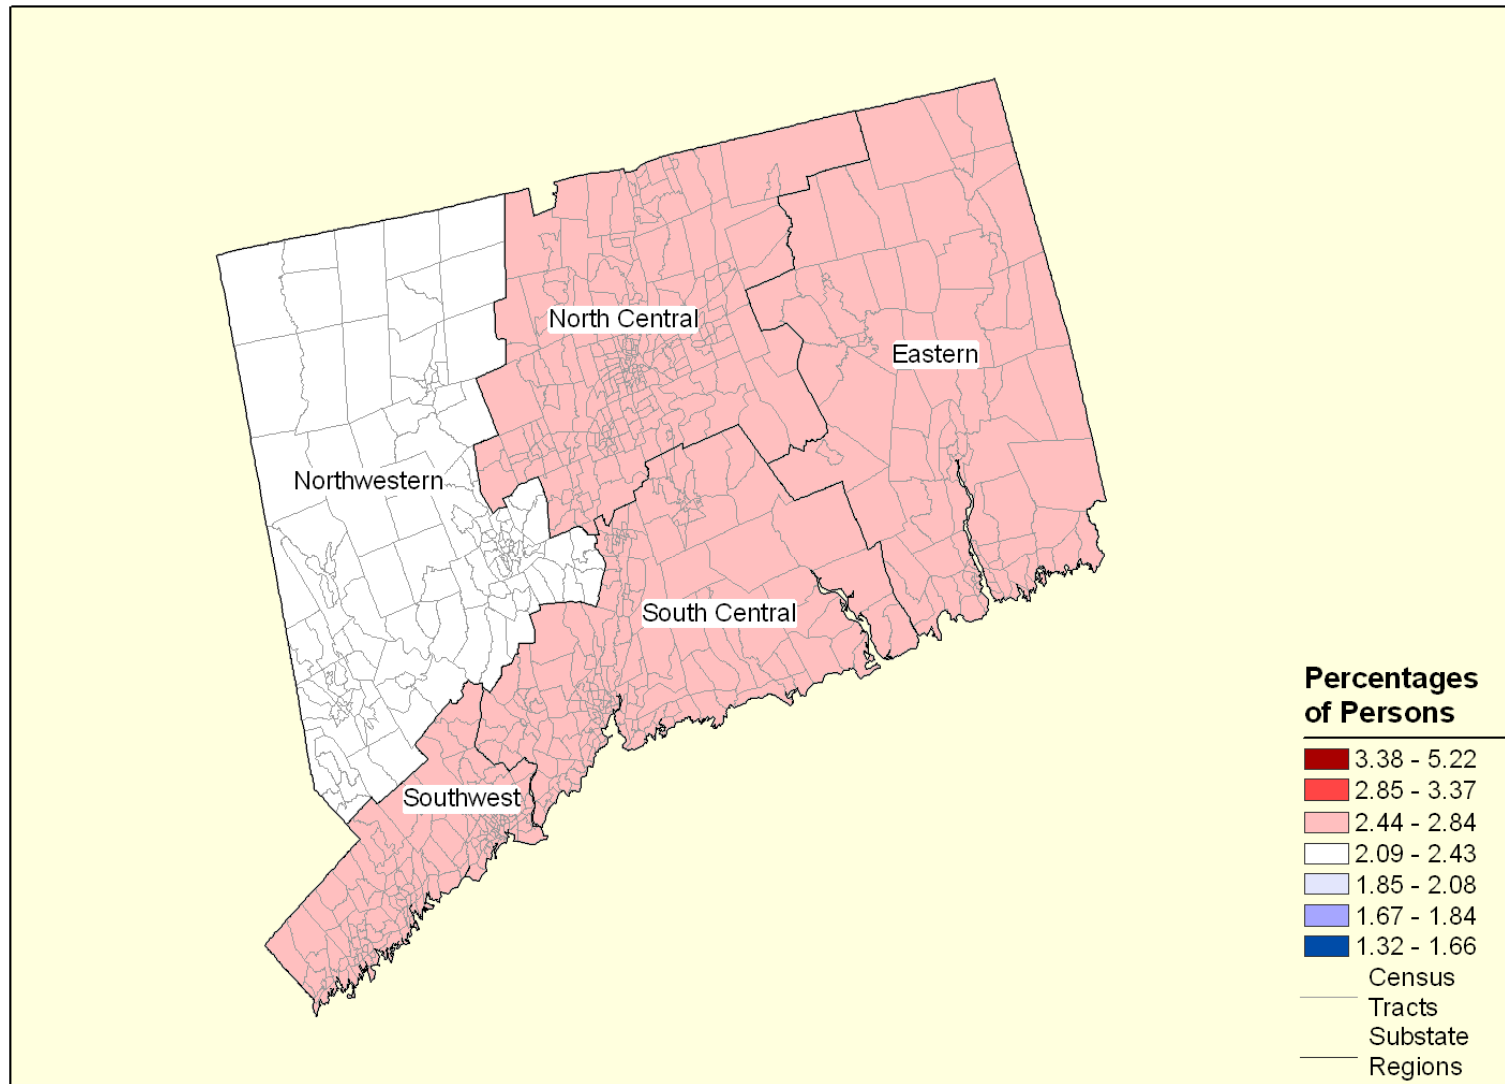 North Central
Eastern
Northwestern
South Central
Southwest
Percentages
of Persons
3.38 - 5.22
2.85 - 3.37
2.44 - 2.84
2.09 - 2.43
1.85 - 2.08
1.67 - 1.84
1.32 - 1.66
Census
Tracts
Substate
Regions